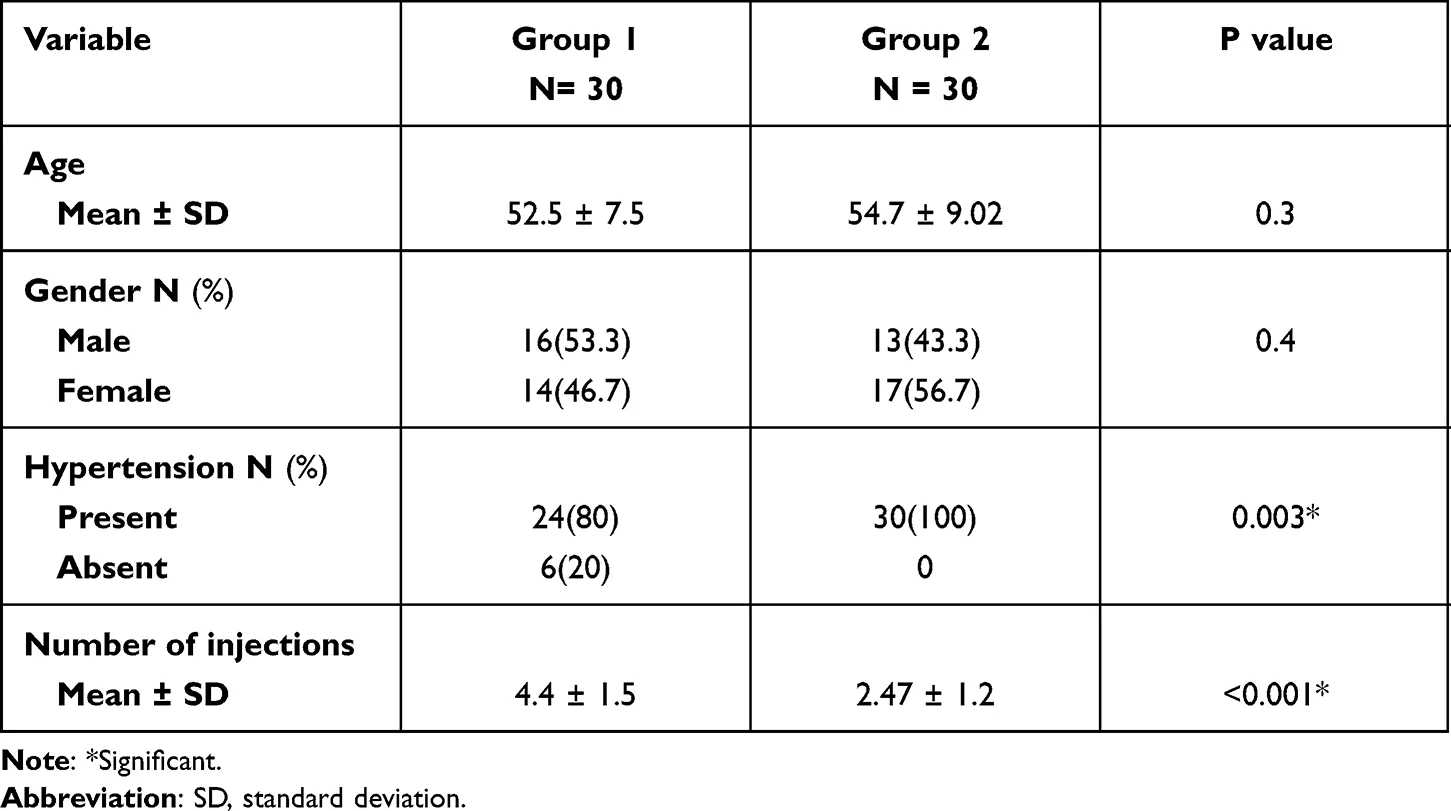 Variable Group 1 Group 2 P value
N= 30 N = 30
Age
Mean ± SD 52.5 ± 7.5 54.7 ± 9.02 0.3
Gender N (%)
Male 16(53.3) 13(43.3) 0.4
Female 14(46.7) 17(56.7)
Hypertension N (%)
Present 24(80) 30(100) 0.003*
Absent 6(20) 0
Number of injections
Mean ± SD 4.4 ± 1.5 2.47 ± 1.2 <0.001*
Note: *Significant.
Abbreviation: SD, standard deviation.